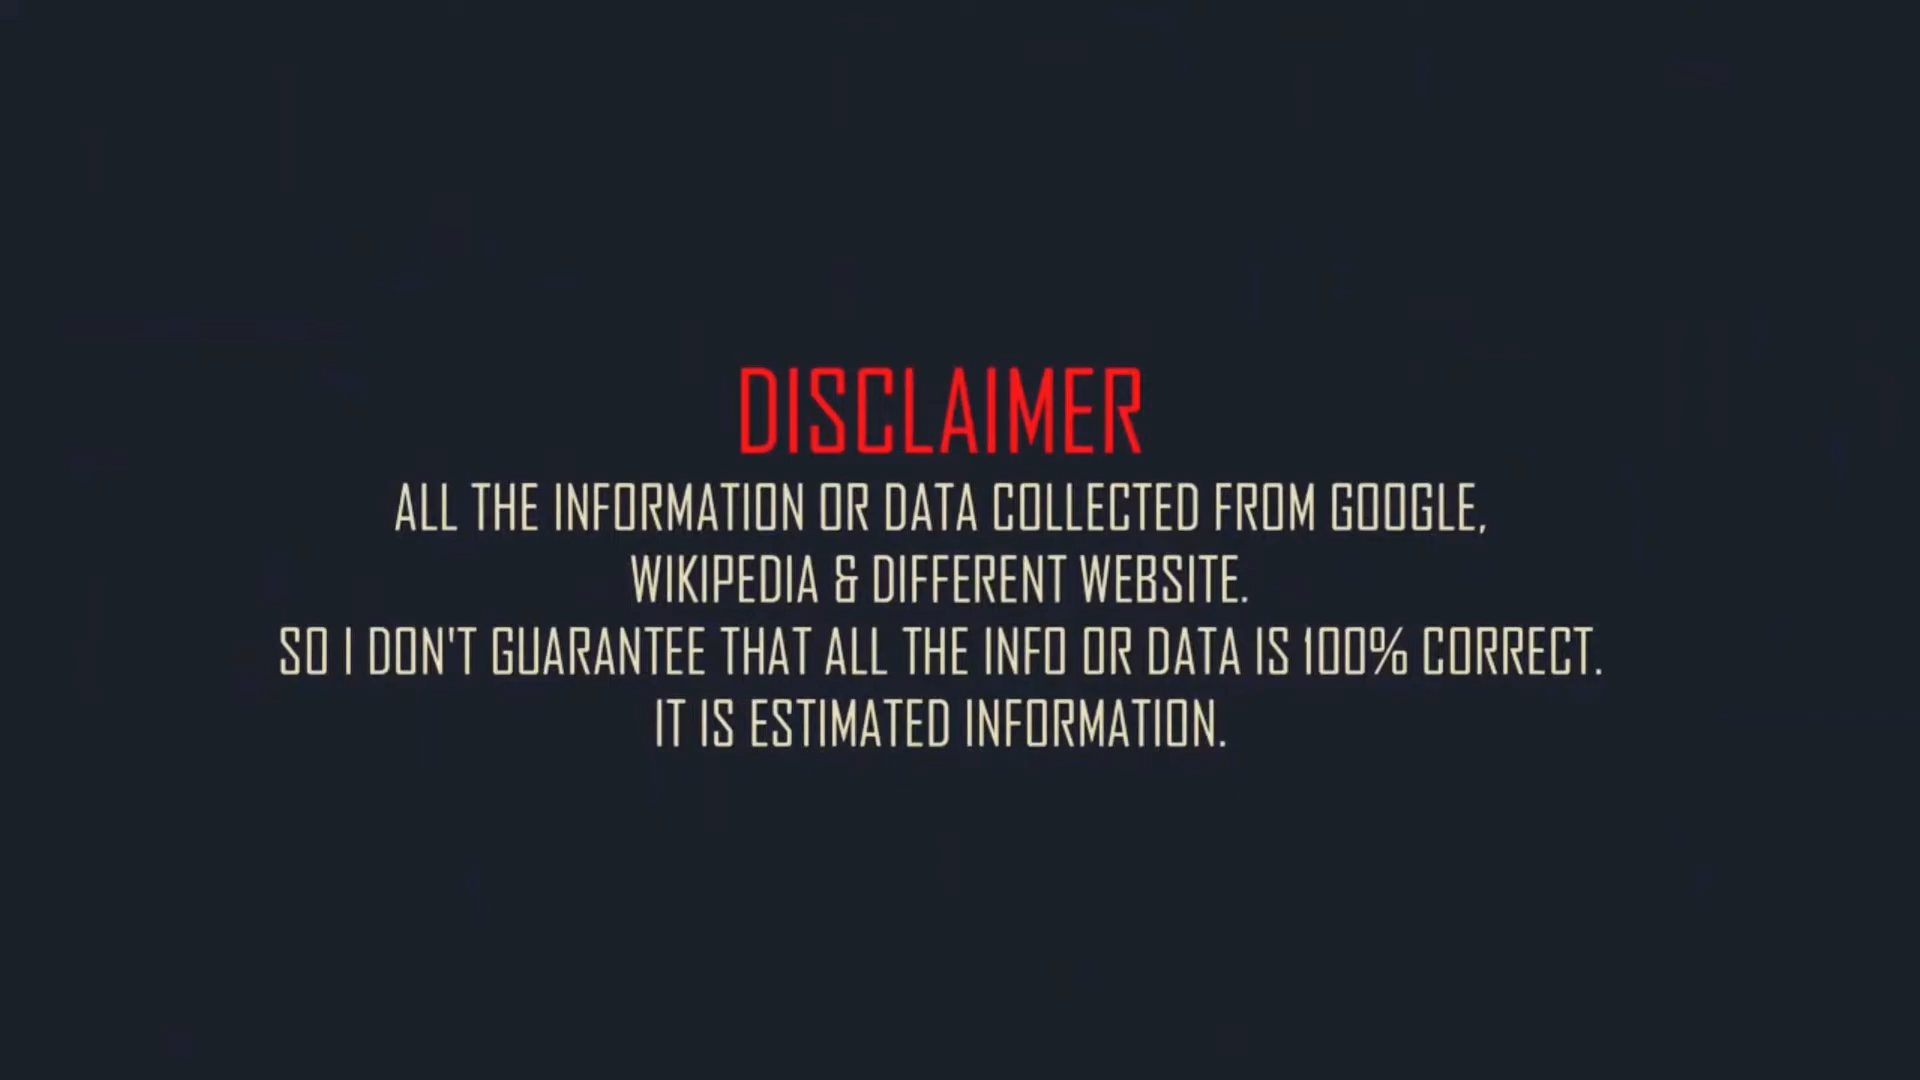 DISCLAIMER
ALL THE INFORMATION OR DATA COLLECTED FROM GOOGLE,
WIKIPEDIA & DIFFERENT WEBSITE.
SO I DON'T GUARANTEE THAT ALL THE INFO OR DATA IS 100% CORRECT.
IT IS ESTIMATED INFORMATION.